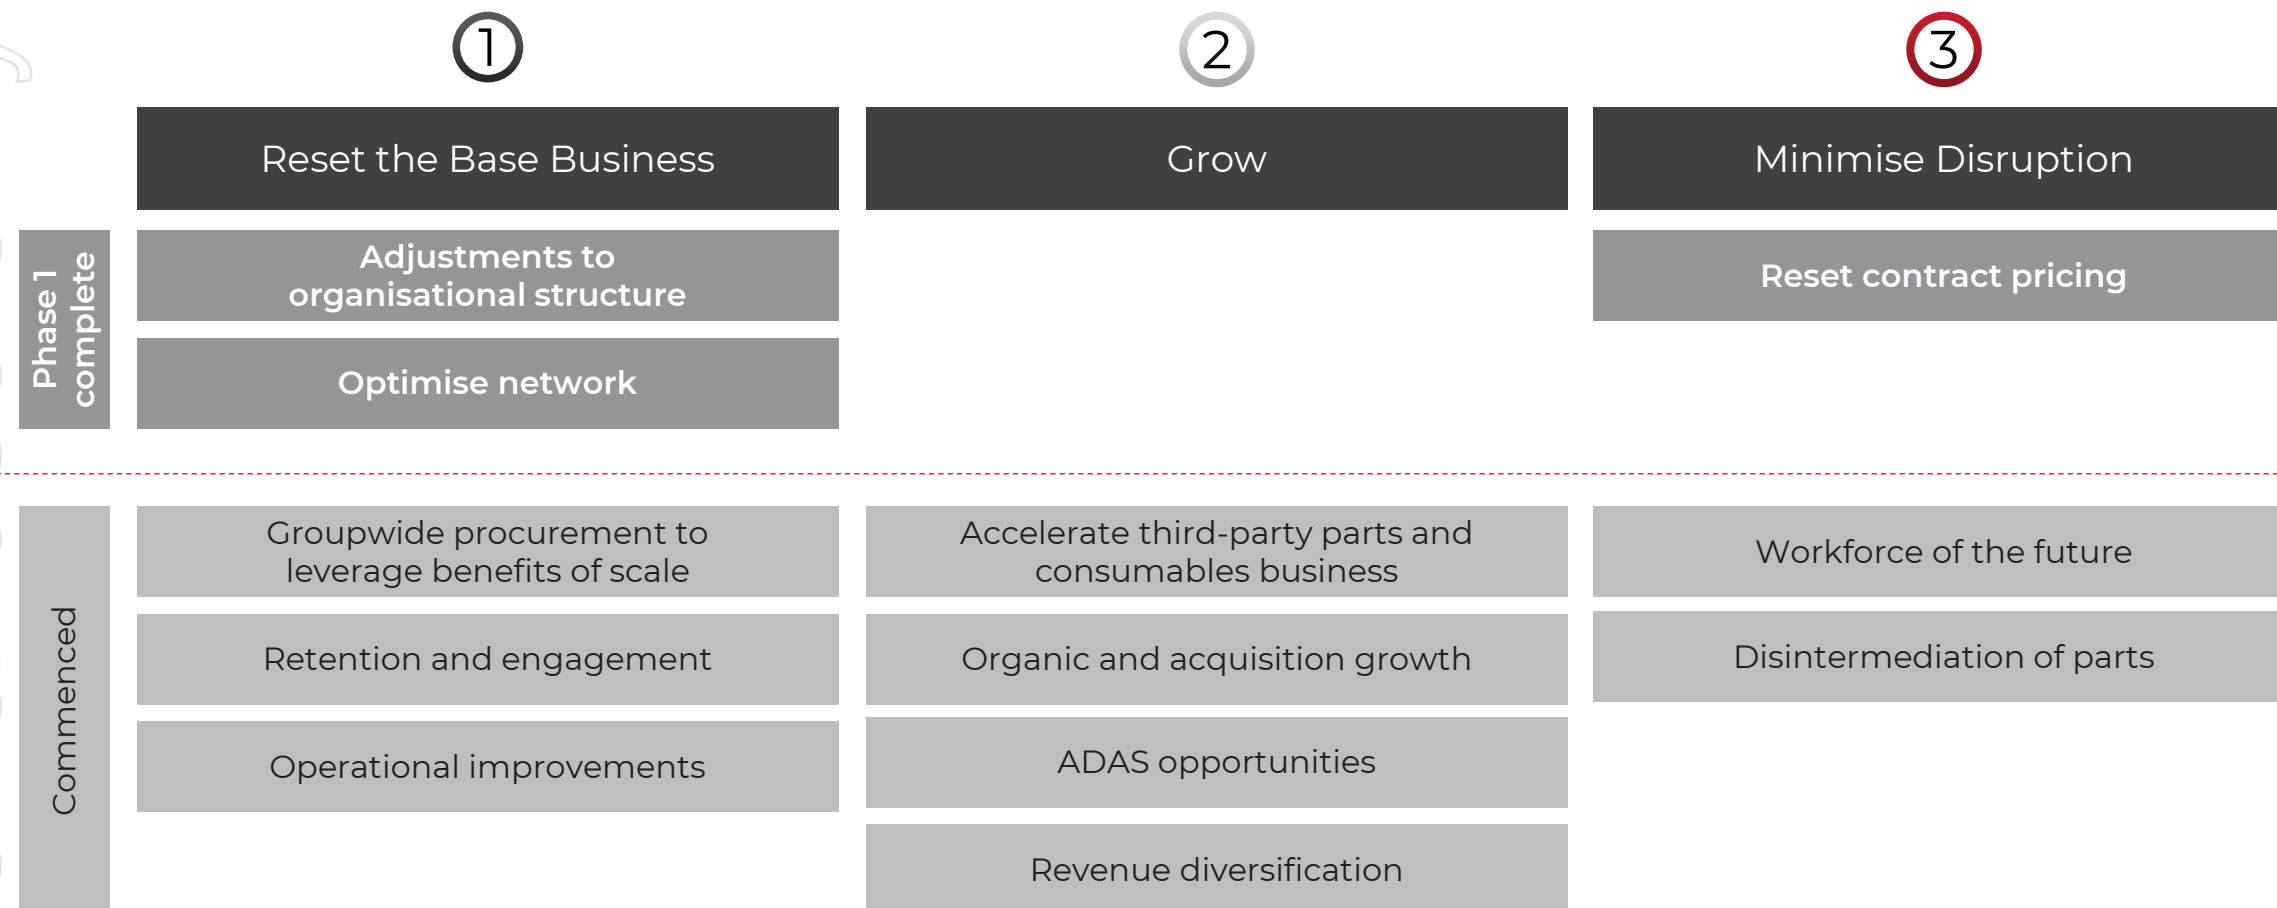 1
2
3
Reset the Base Business
Grow
Minimise Disruption
Phase 1
complete
Adjustments to
organisational structure
Reset contract pricing
Optimise network
Commenced
Groupwide procurement to
leverage benefits of scale
Accelerate third-party parts and
consumables business
Workforce of the future
Retention and engagement
Organic and acquisition growth
Disintermediation of parts
Operational improvements
ADAS opportunities
Revenue diversification